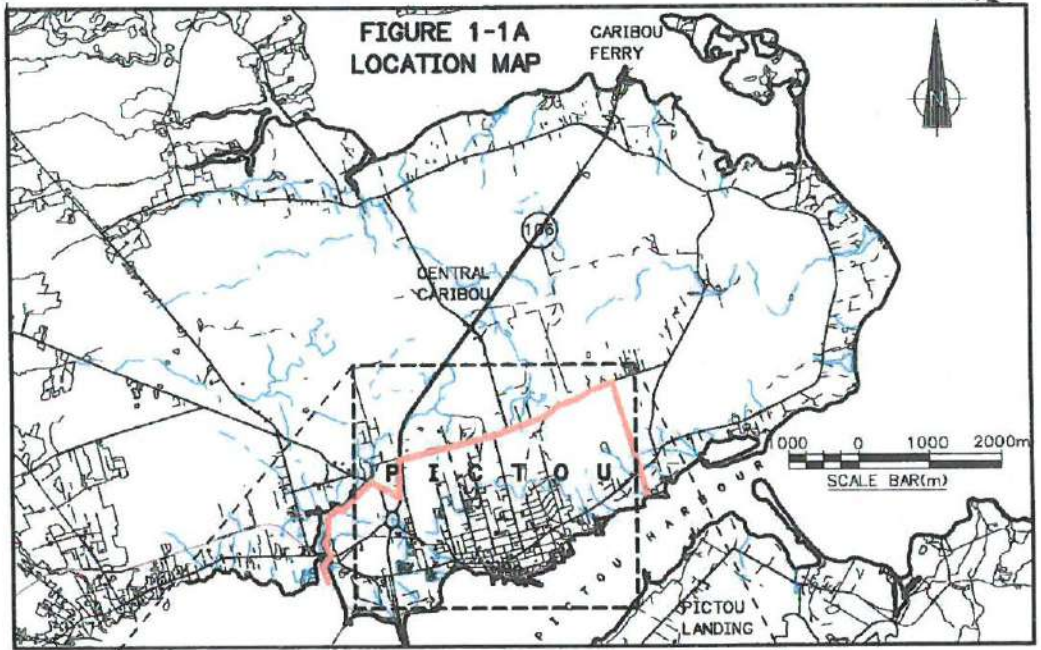 FIGURE 1-1A
LOCATION MAP
CARIBOU
FERRY
N
106
CENTRAL
CARIBOU
1000 0 1000 2000m
SCALE BAR(m)
PICTOU
PICTOU HARBOUR
PICTOU
LANDING